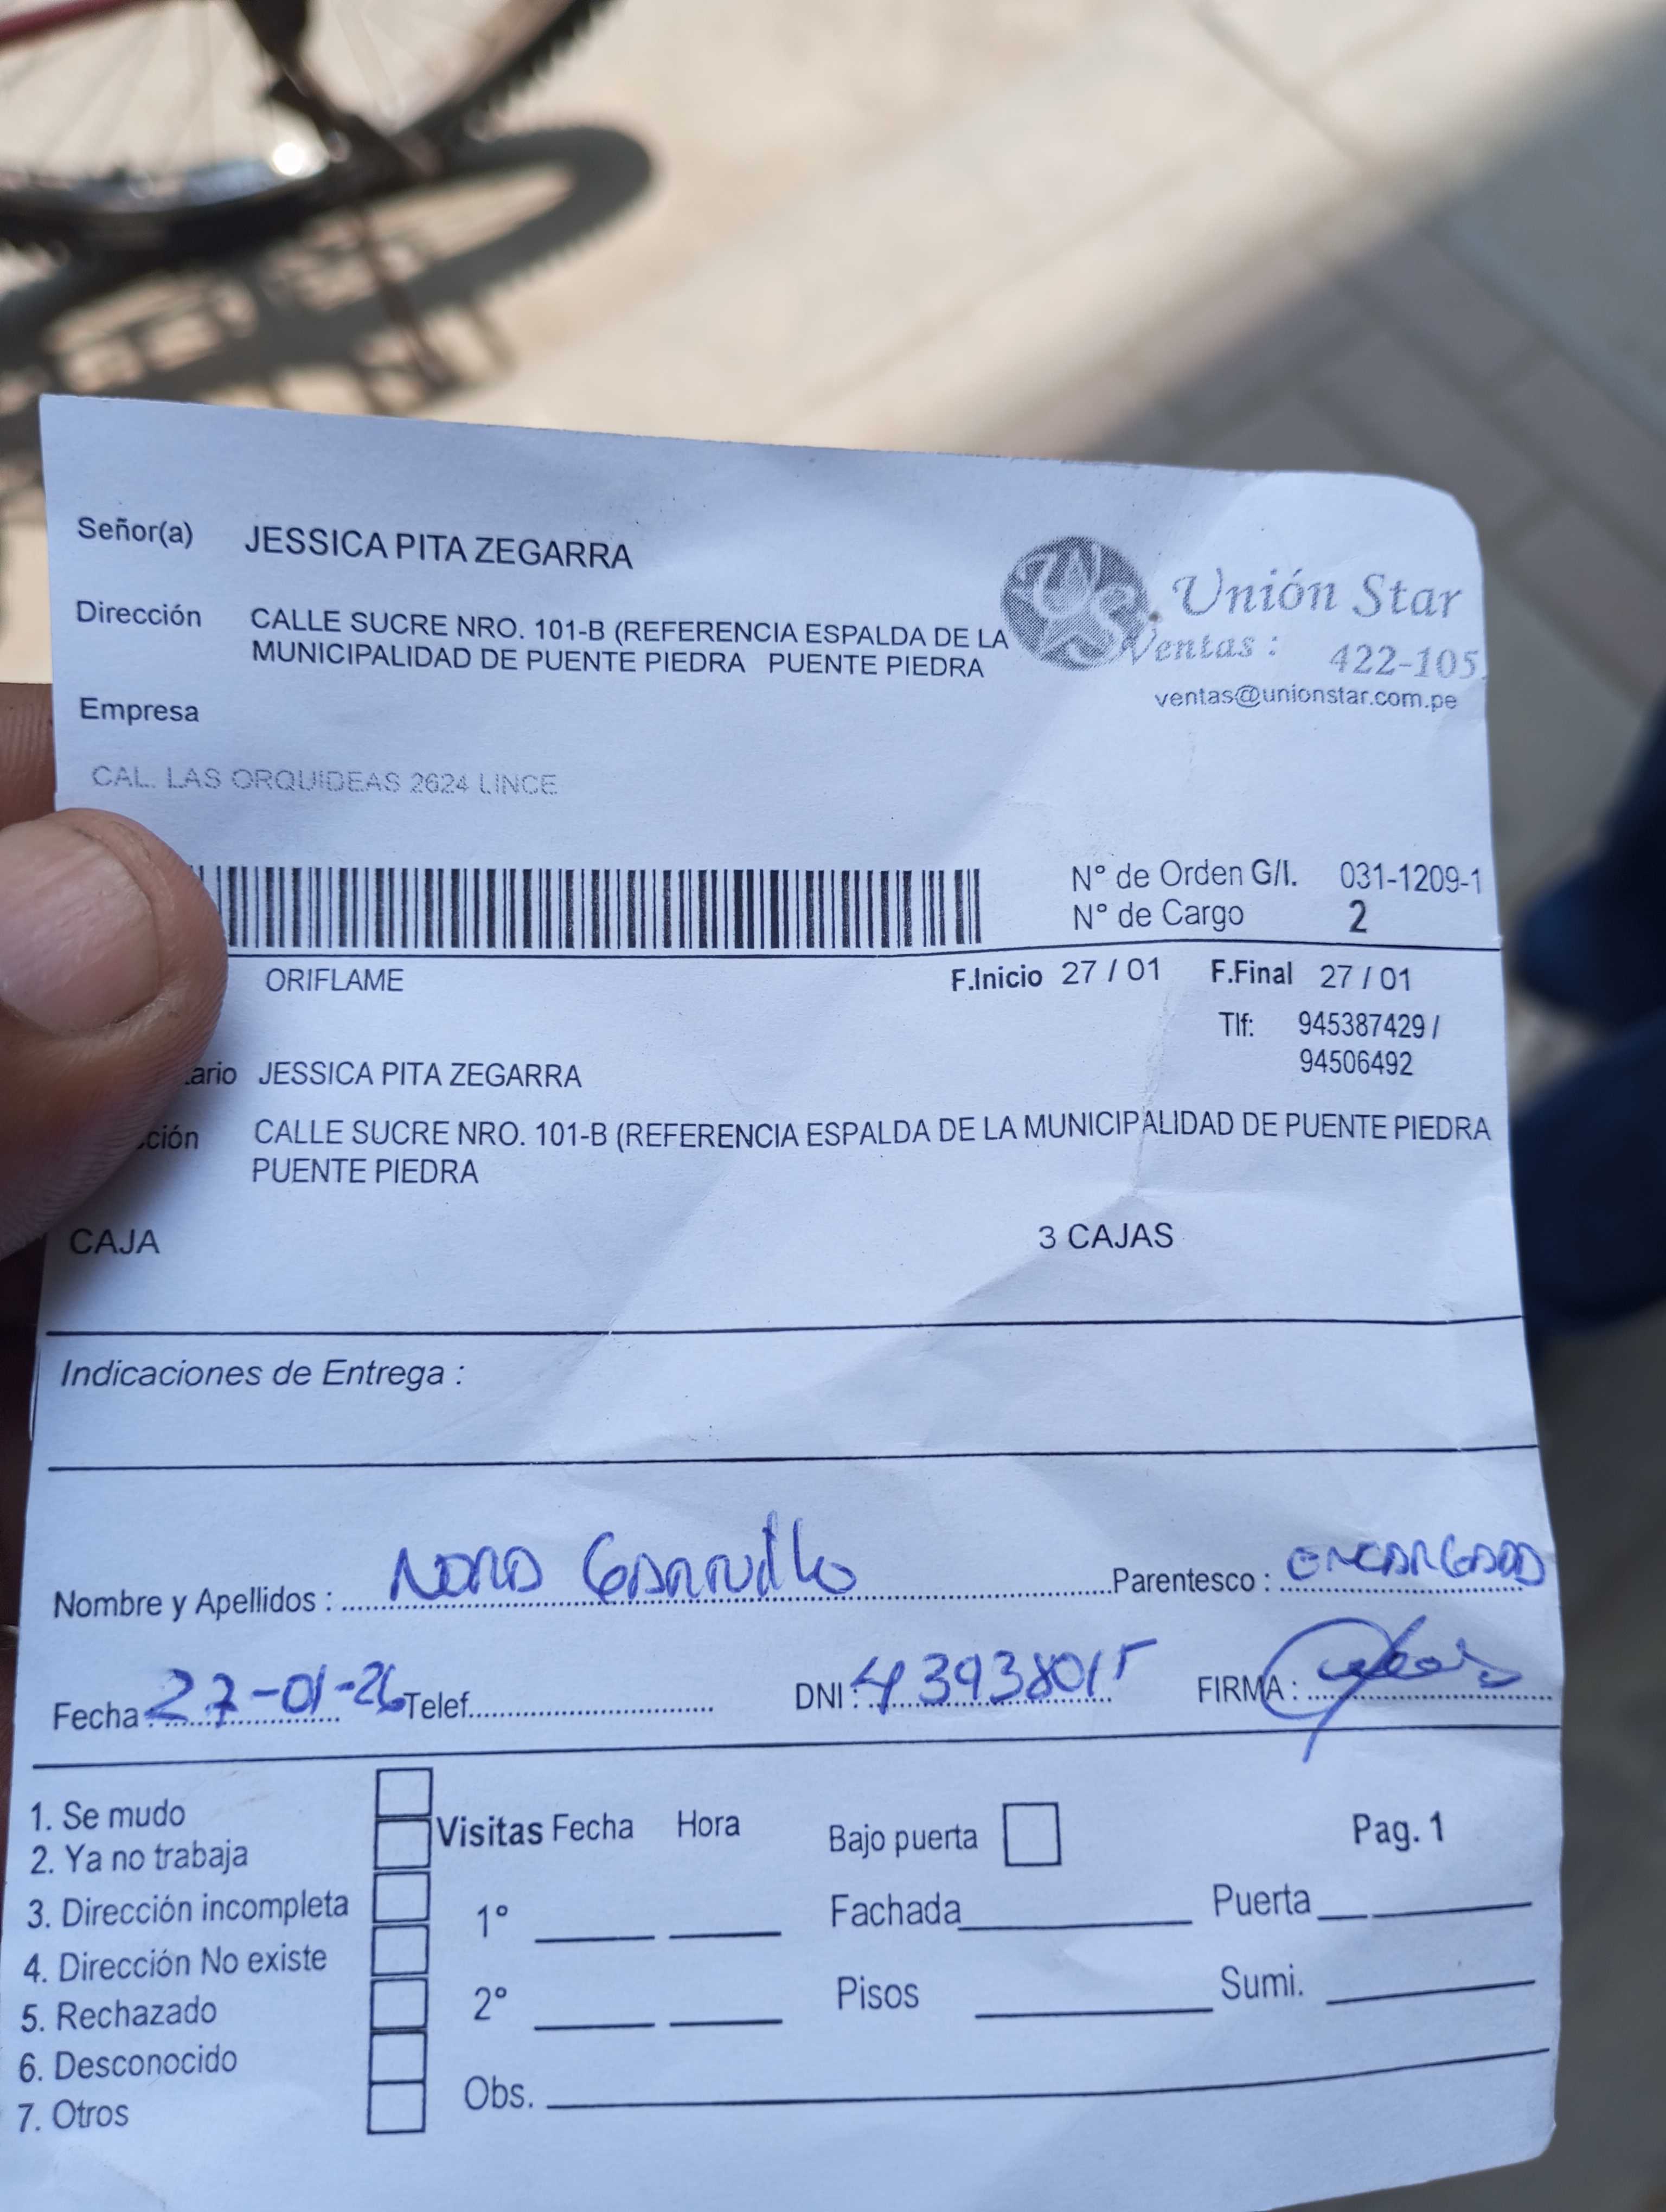 Señor(a) JESSICA PITA ZEGARRA
Dirección CALLE SUCRE NRO. 101-B (REFERENCIA ESPALDA DE LA
MUNICIPALIDAD DE PUENTE PIEDRA PUENTE PIEDRA
Unión Star
Ventas : 422-105
ventas@unionstar.com.pe
Empresa
CAL. LAS ORQUIDEAS 2624 LINCE
N° de Orden G/I. 031-1209-1
N° de Cargo 2
ORIFLAME F.Inicio 27 / 01 F.Final 27 / 01
Tlf: 945387429 /
94506492
ario JESSICA PITA ZEGARRA
ción CALLE SUCRE NRO. 101-B (REFERENCIA ESPALDA DE LA MUNICIPALIDAD DE PUENTE PIEDRA
PUENTE PIEDRA
CAJA 3 CAJAS
Indicaciones de Entrega :
Nombre y Apellidos : NORA Parentesco : ENCARGADA
Fecha : 27-01-26 Telef. DNI : 43938015 FIRMA :
1. Se mudo
2. Ya no trabaja
3. Dirección incompleta
4. Dirección No existe
5. Rechazado
6. Desconocido
7. Otros
Visitas Fecha Hora
1°
2°
Obs.
Bajo puerta Pag. 1
Fachada Puerta
Pisos Sumi.